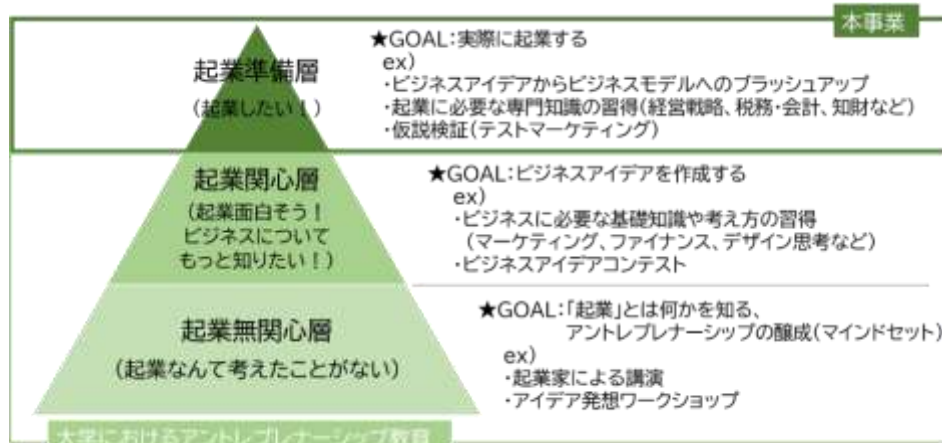 本事業
起業準備層
(起業したい!)
★GOAL:実際に起業する
ex)
・ビジネスアイデアからビジネスモデルへのブラッシュアップ
・起業に必要な専門知識の習得(経営戦略、税務・会計、知財など)
・仮説検証(テストマーケティング)
起業関心層
(起業面白そう!
ビジネスについて
もっと知りたい!)
★GOAL:ビジネスアイデアを作成する
ex)
・ビジネスに必要な基礎知識や考え方の習得
(マーケティング、ファイナンス、デザイン思考など)
・ビジネスアイデアコンテスト
起業無関心層
(起業なんて考えたことがない)
★GOAL:「起業」とは何かを知る、
アントレプレナーシップの醸成(マインドセット)
ex)
・起業家による講演
・アイデア発想ワークショップ
大学におけるアントレプレナーシップ教育